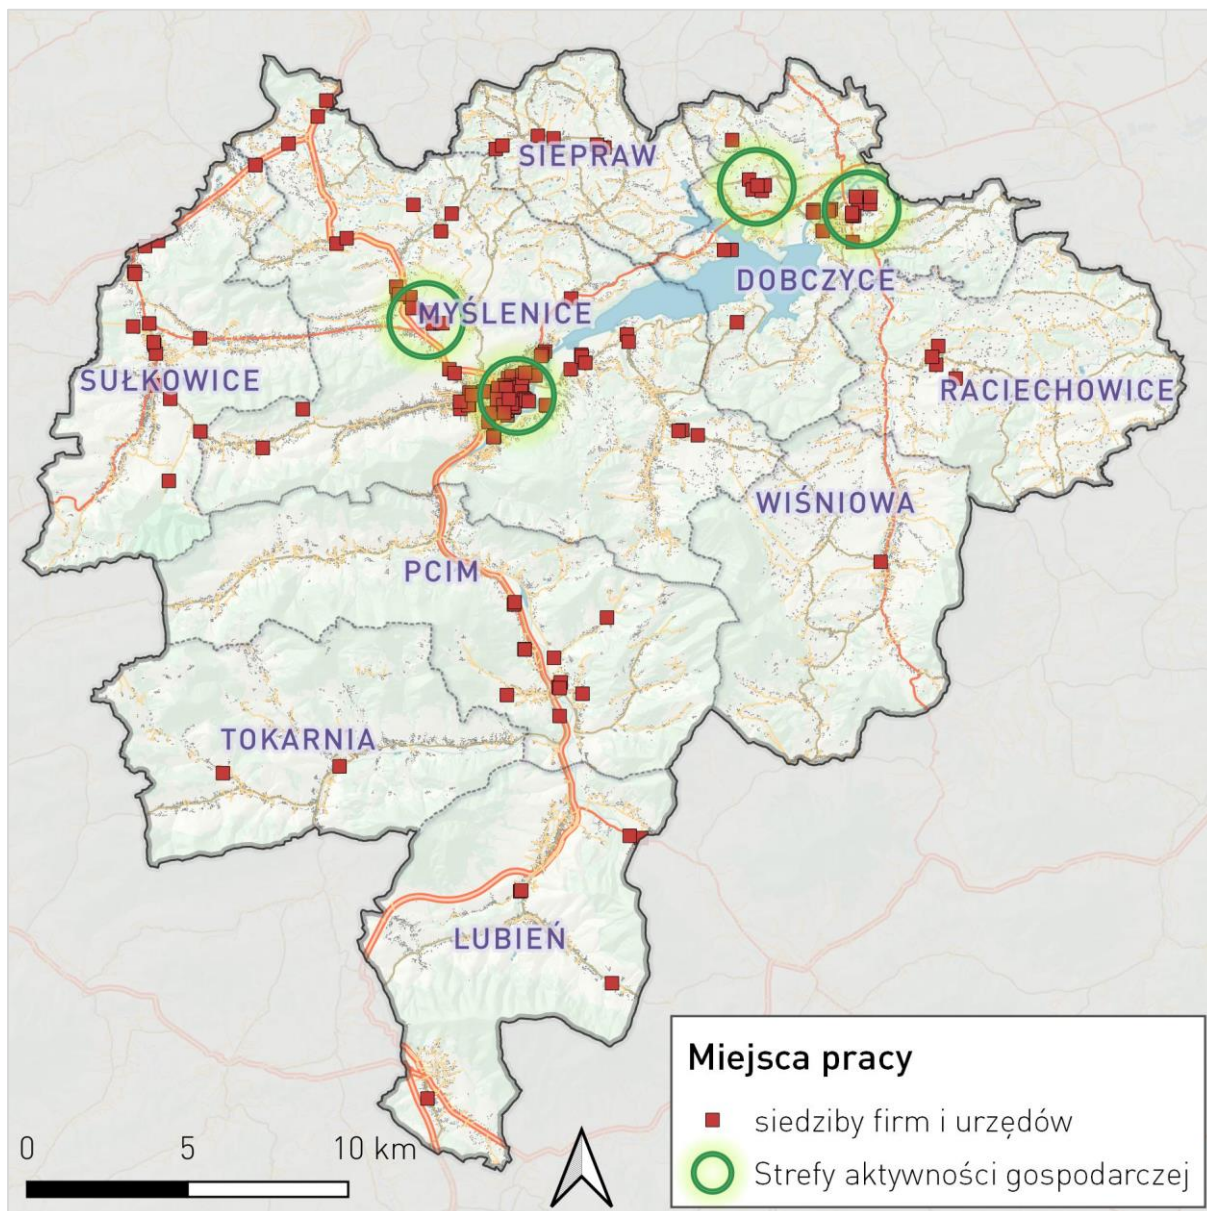 SIEPRAW
DOBCZYCE
MYŚLENICE
SUŁKOWICE
RACIECHOWICE
WIŚNIOWA
PCIM
TOKARNIA
LUBIEŃ
Miejsca pracy
siedziby firm i urzędów
Strefy aktywności gospodarczej
0 5 10 km